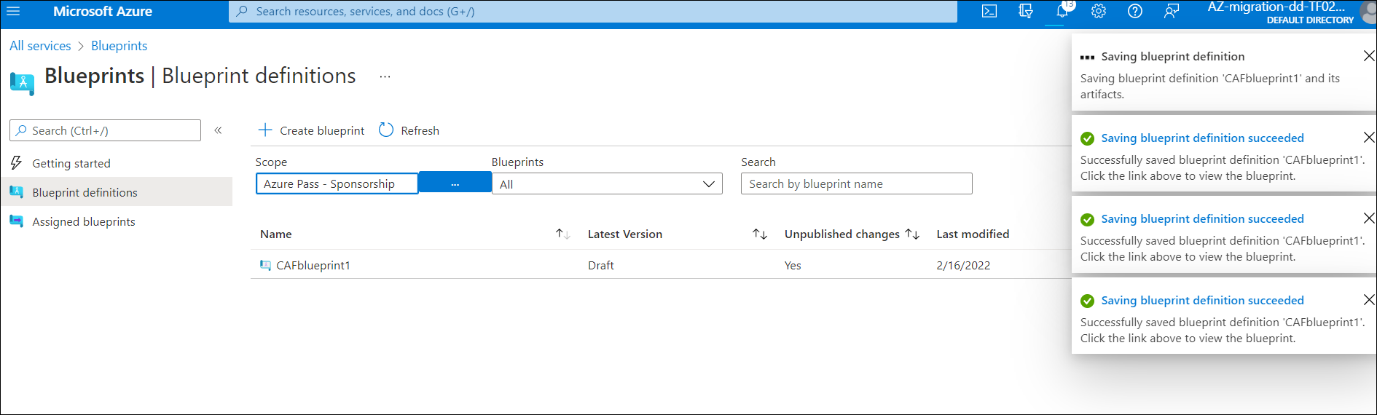 Microsoft Azure
Search resources, services, and docs (G+/)
13
AZ-migration-dd-TF02...
DEFAULT DIRECTORY
All services > Blueprints
Blueprints | Blueprint definitions ...
Search (Ctrl+/) «
Getting started
Blueprint definitions
Assigned blueprints
+ Create blueprint Refresh
Scope Blueprints Search
Azure Pass - Sponsorship ... All Search by blueprint name
Name ↑↓ Latest Version ↑↓ Unpublished changes ↑↓ Last modified
CAFblueprint1 Draft Yes 2/16/2022
Saving blueprint definition
Saving blueprint definition 'CAFblueprint1' and its
artifacts.
Saving blueprint definition succeeded
Successfully saved blueprint definition 'CAFblueprint1'.
Click the link above to view the blueprint.
Saving blueprint definition succeeded
Successfully saved blueprint definition 'CAFblueprint1'.
Click the link above to view the blueprint.
Saving blueprint definition succeeded
Successfully saved blueprint definition 'CAFblueprint1'.
Click the link above to view the blueprint.